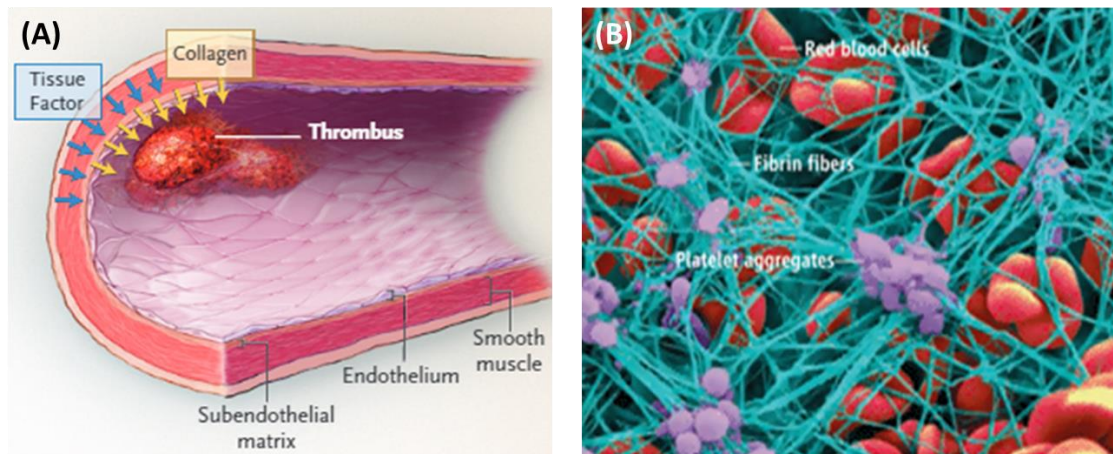 (A)
Collagen
Tissue
Factor
Thrombus
Smooth
muscle
Endothelium
Subendothelial
matrix
(B)
Red blood cells
Fibrin fibers
Platelet aggregates